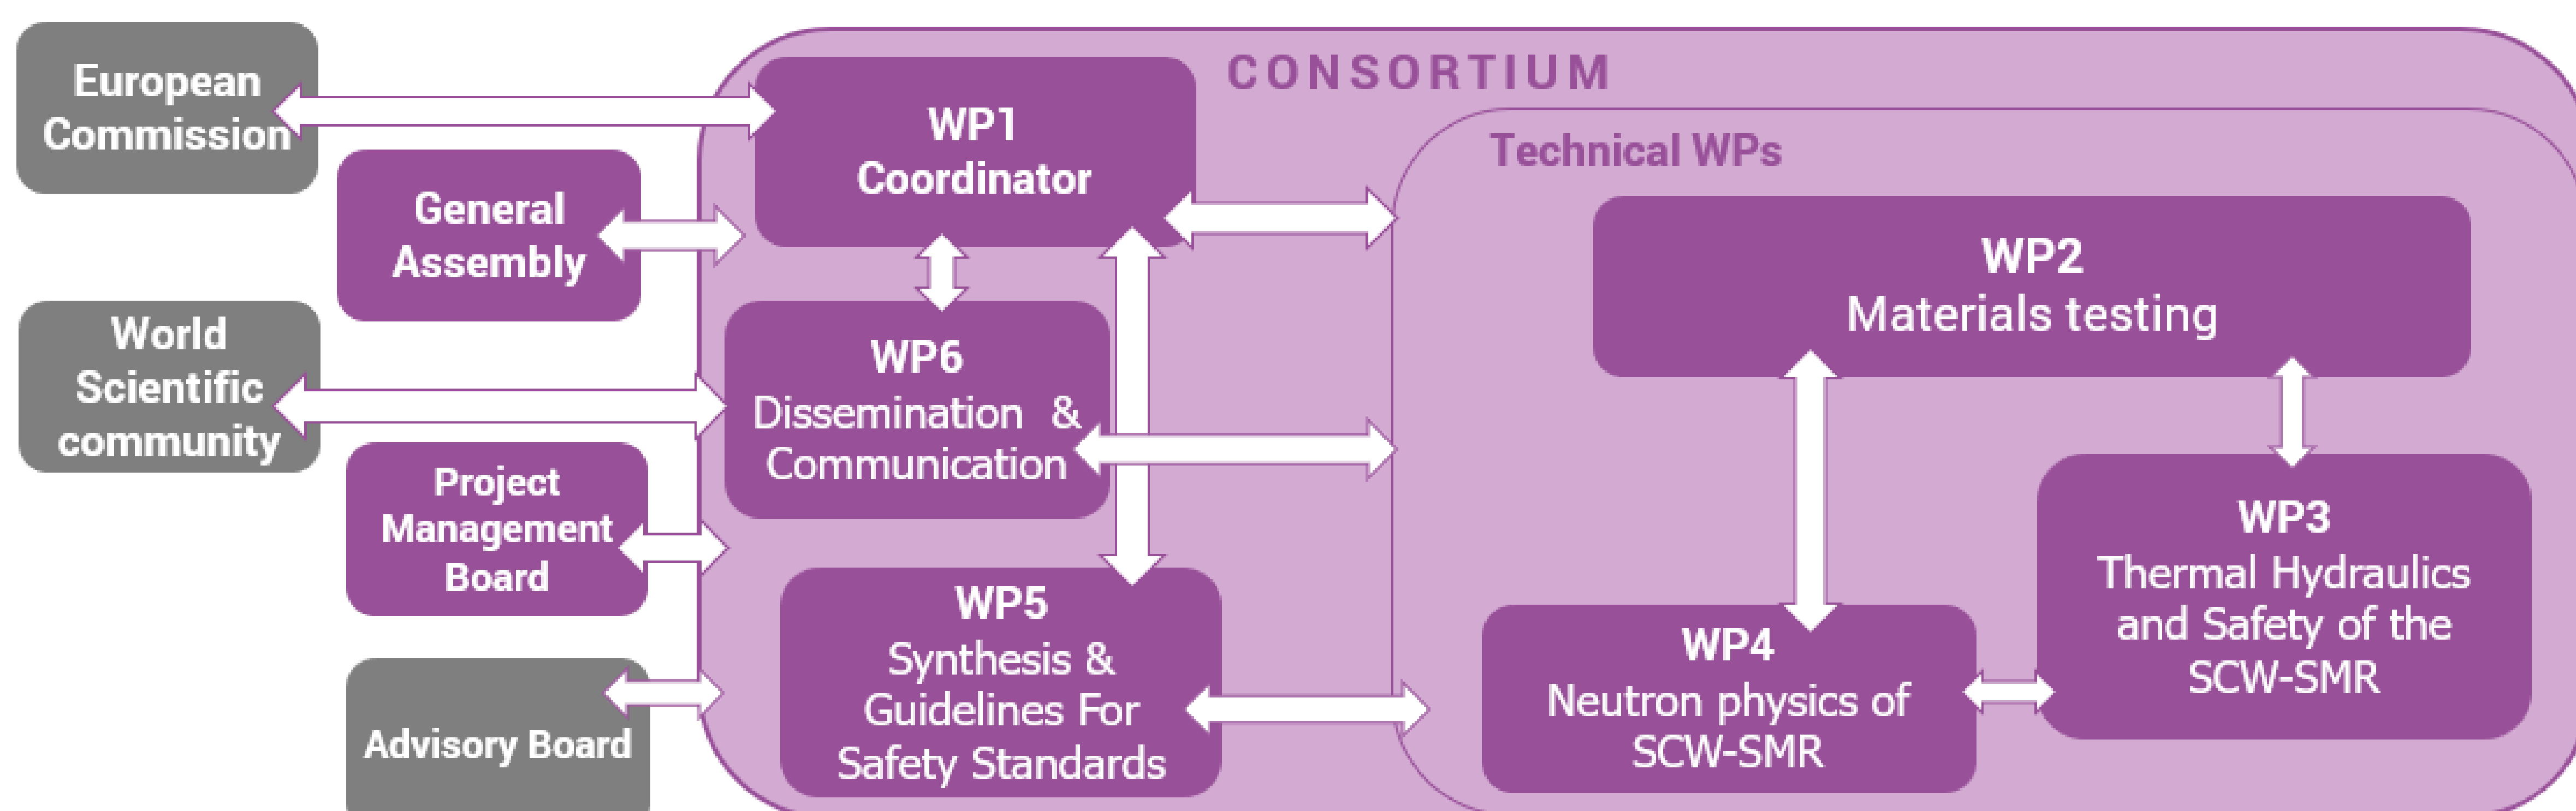 European
Commission
General
Assembly
World
Scientific
community
Project
Management
Board
Advisory Board
CONSORTIUM
WP1
Coordinator
WP6
Dissemination &
Communication
WP5
Synthesis &
Guidelines For
Safety Standards
Technical WPs
WP2
Materials testing
WP3
Thermal Hydraulics
and Safety of the
SCW-SMR
WP4
Neutron physics of
SCW-SMR